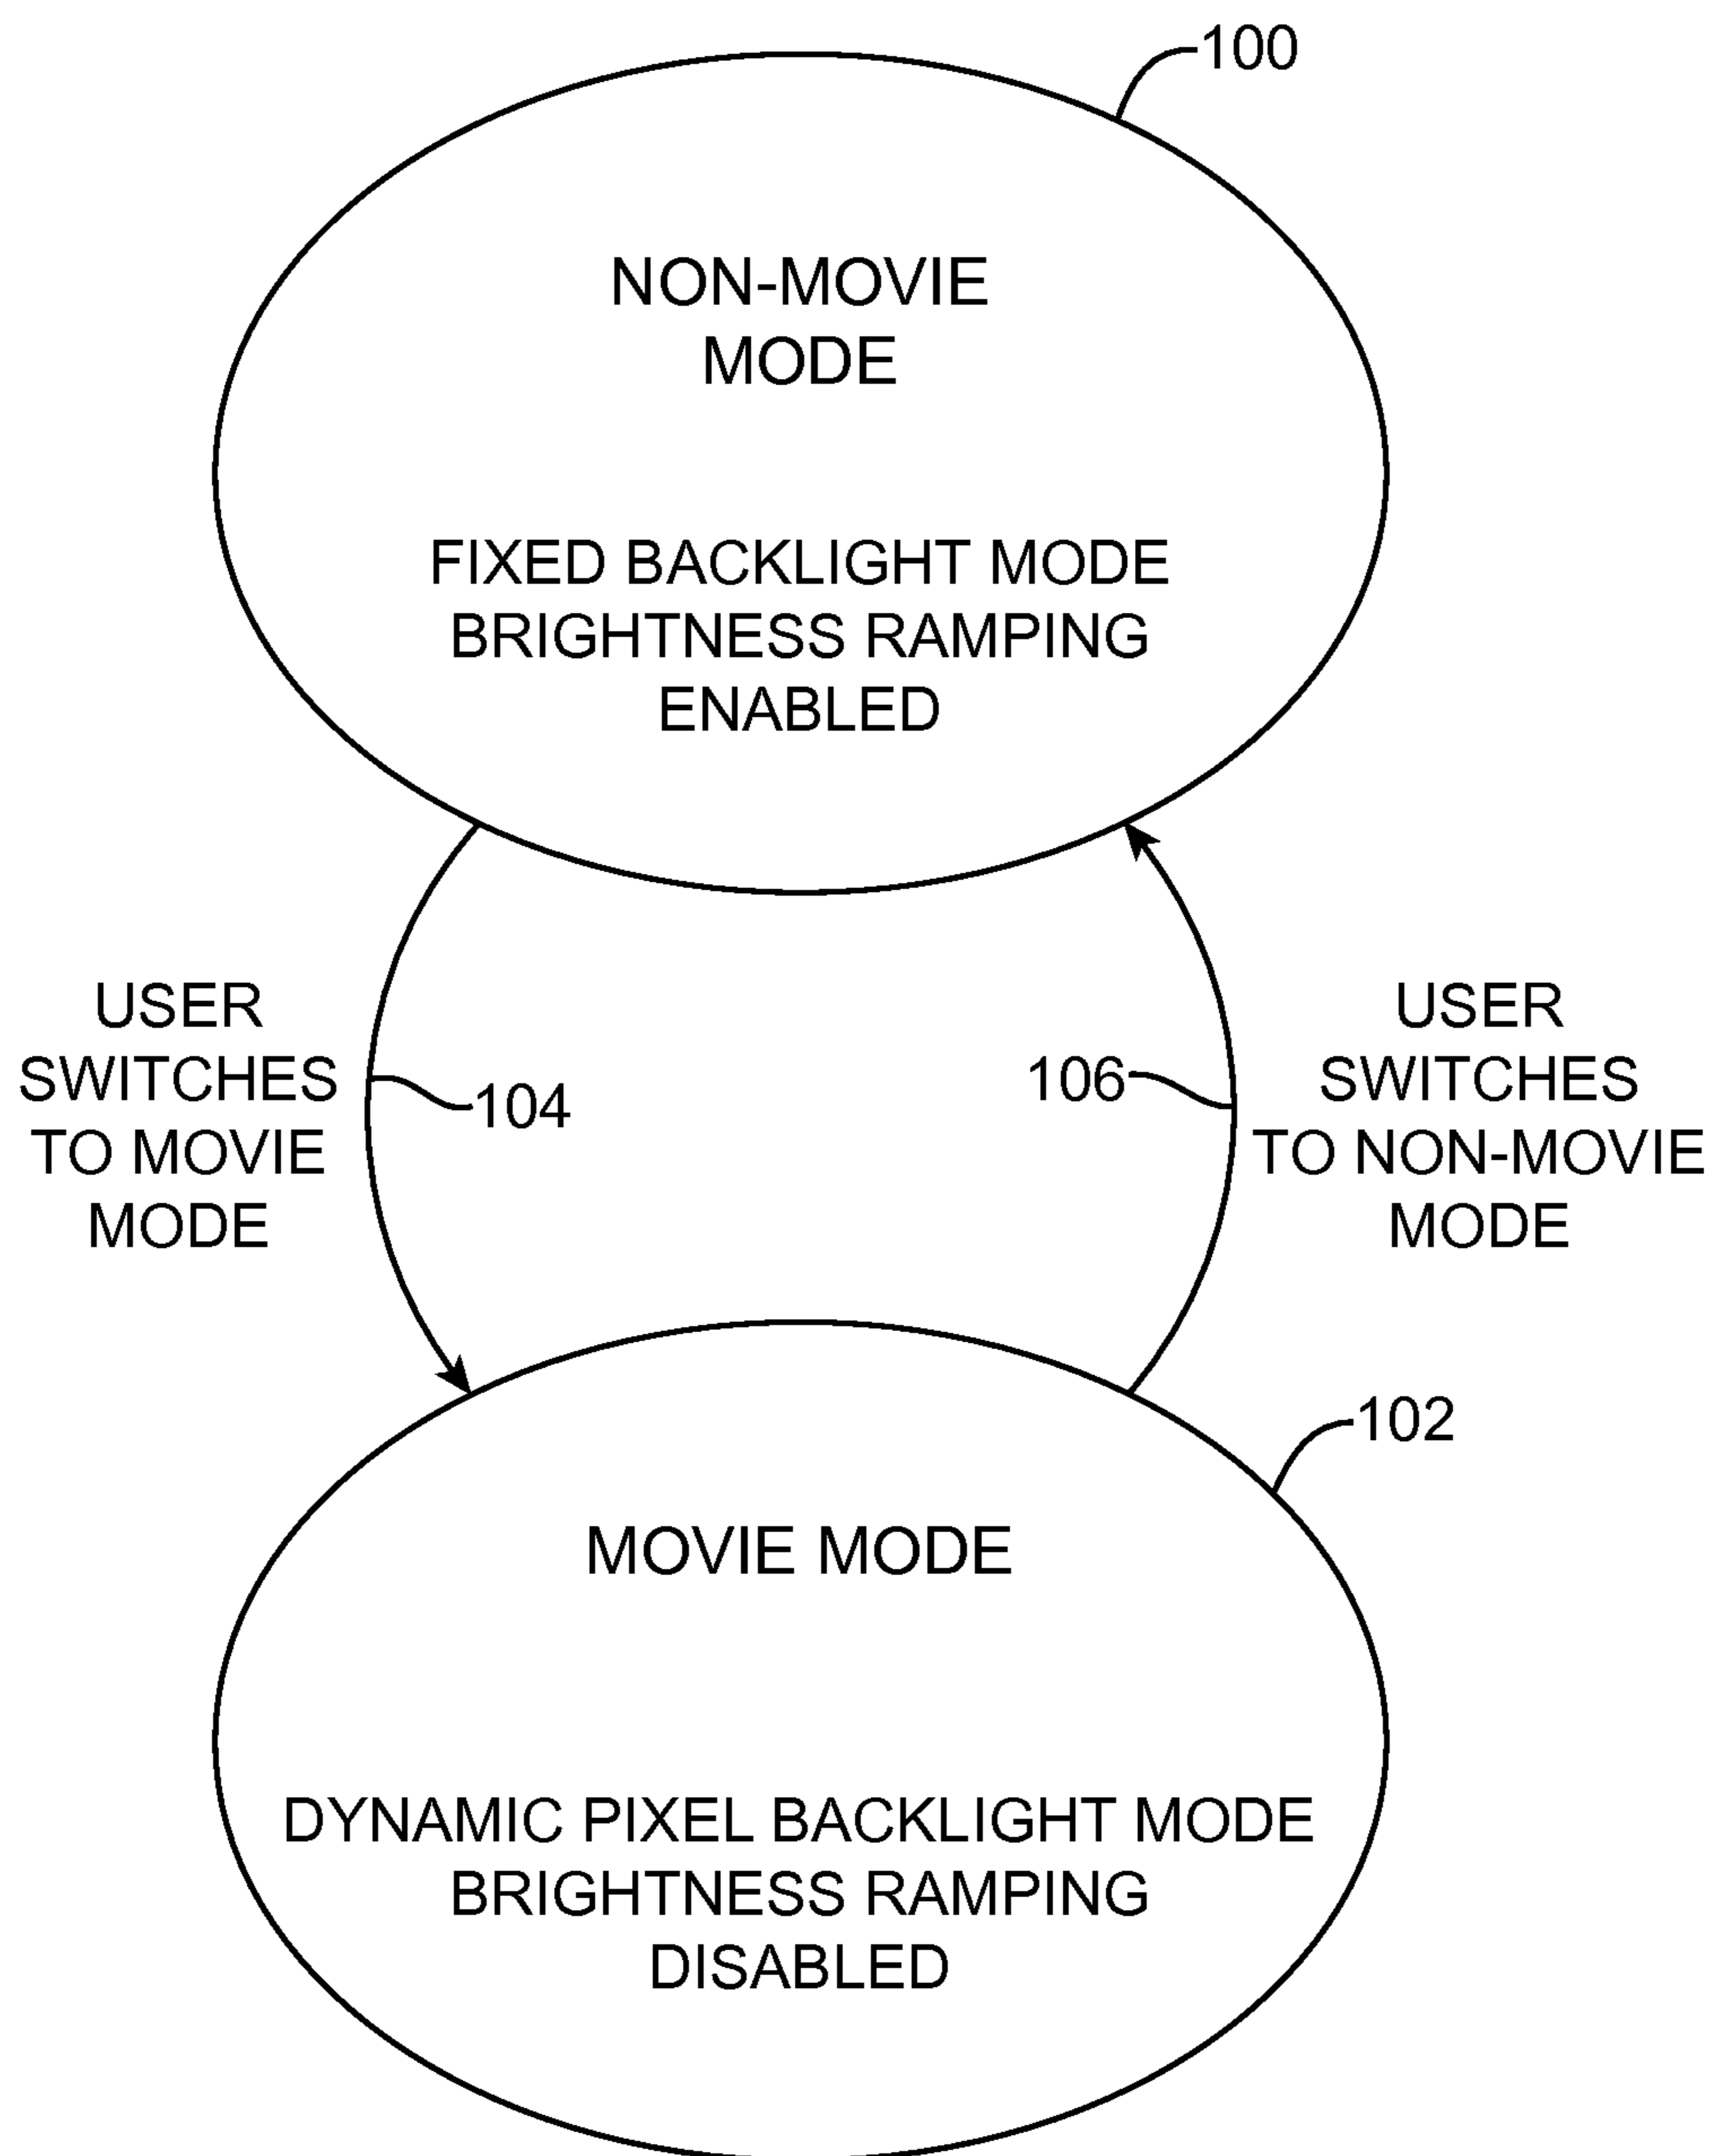 100
NON-MOVIE
MODE
FIXED BACKLIGHT MODE
BRIGHTNESS RAMPING
ENABLED
USER
SWITCHES
TO MOVIE
MODE
104
106
USER
SWITCHES
TO NON-MOVIE
MODE
102
MOVIE MODE
DYNAMIC PIXEL BACKLIGHT MODE
BRIGHTNESS RAMPING
DISABLED